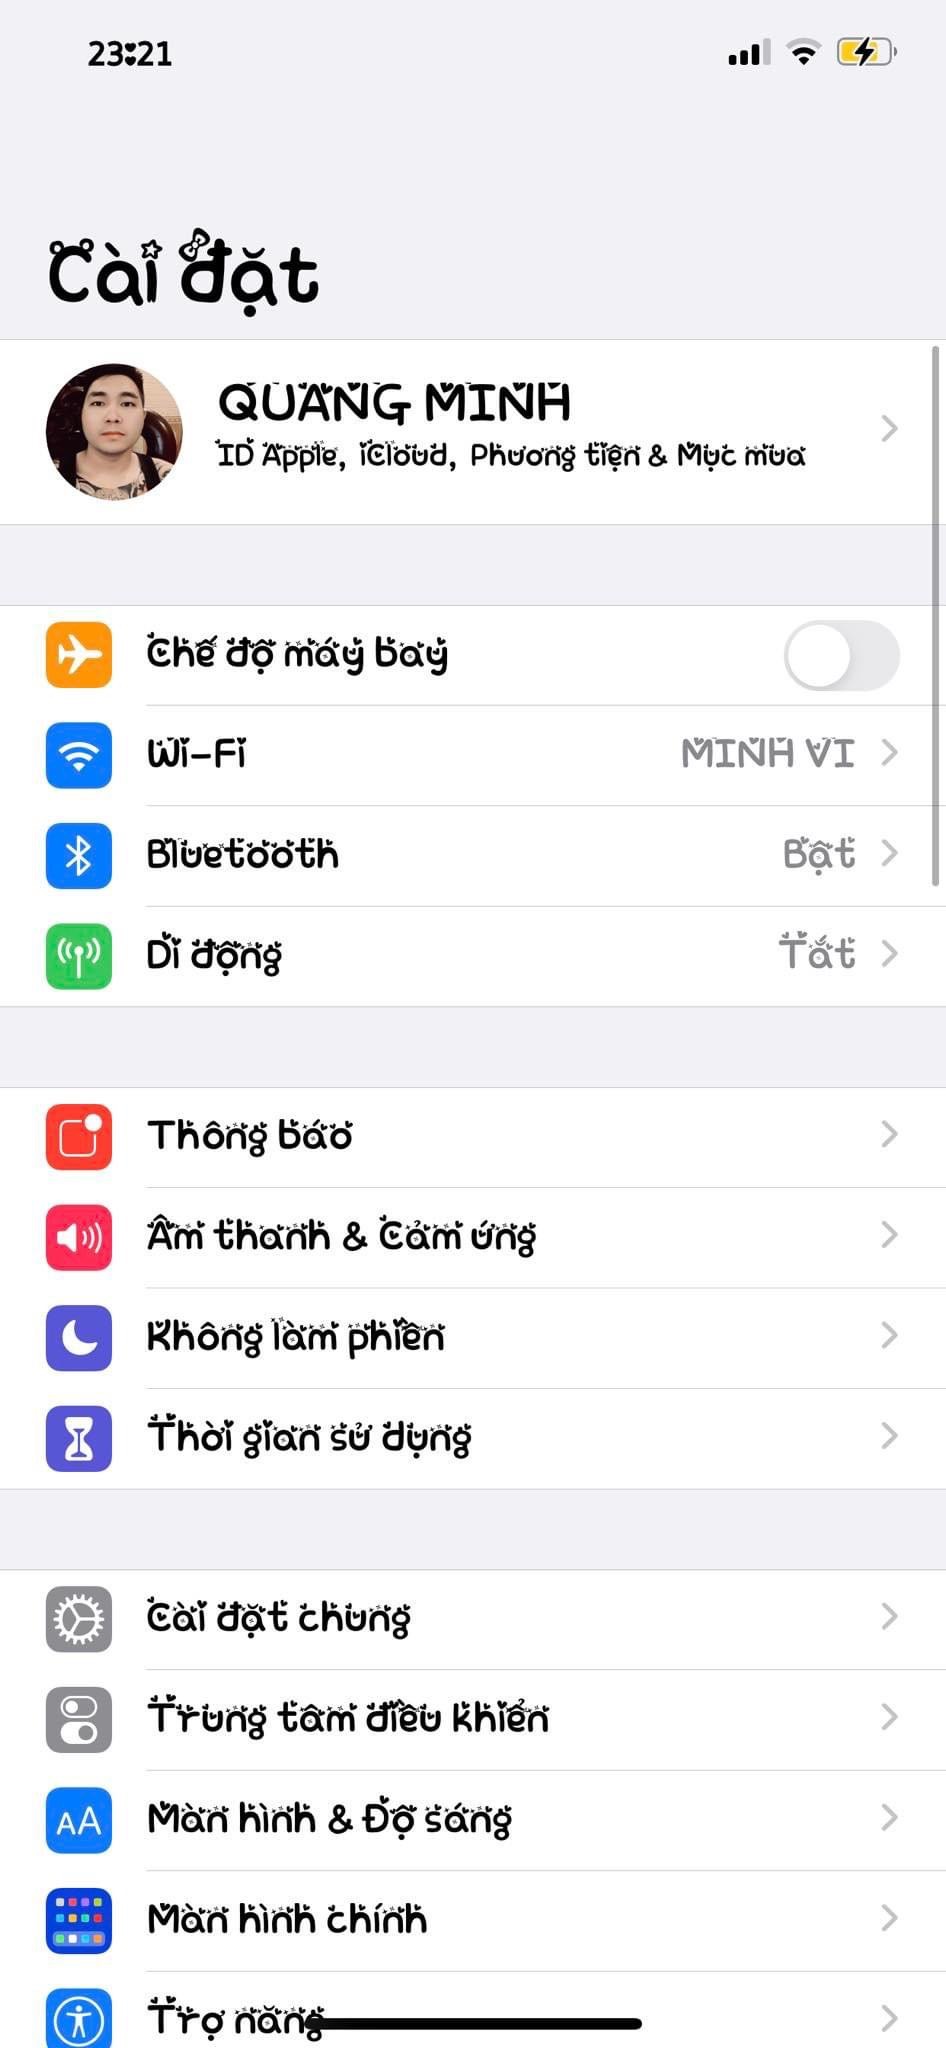 23:21
Cài đặt
QUANG MINH
ID Apple, iCloud, Phương tiện & Mục mua
Chế độ máy bay
Wi-Fi MINH VI
Bluetooth Bật
Di động Tắt
Thông báo
Âm thanh & Cảm ứng
Không làm phiền
Thời gian sử dụng
Cài đặt chung
Trung tâm điều khiển
AA Màn hình & Độ sáng
Màn hình chính
Trợ năng